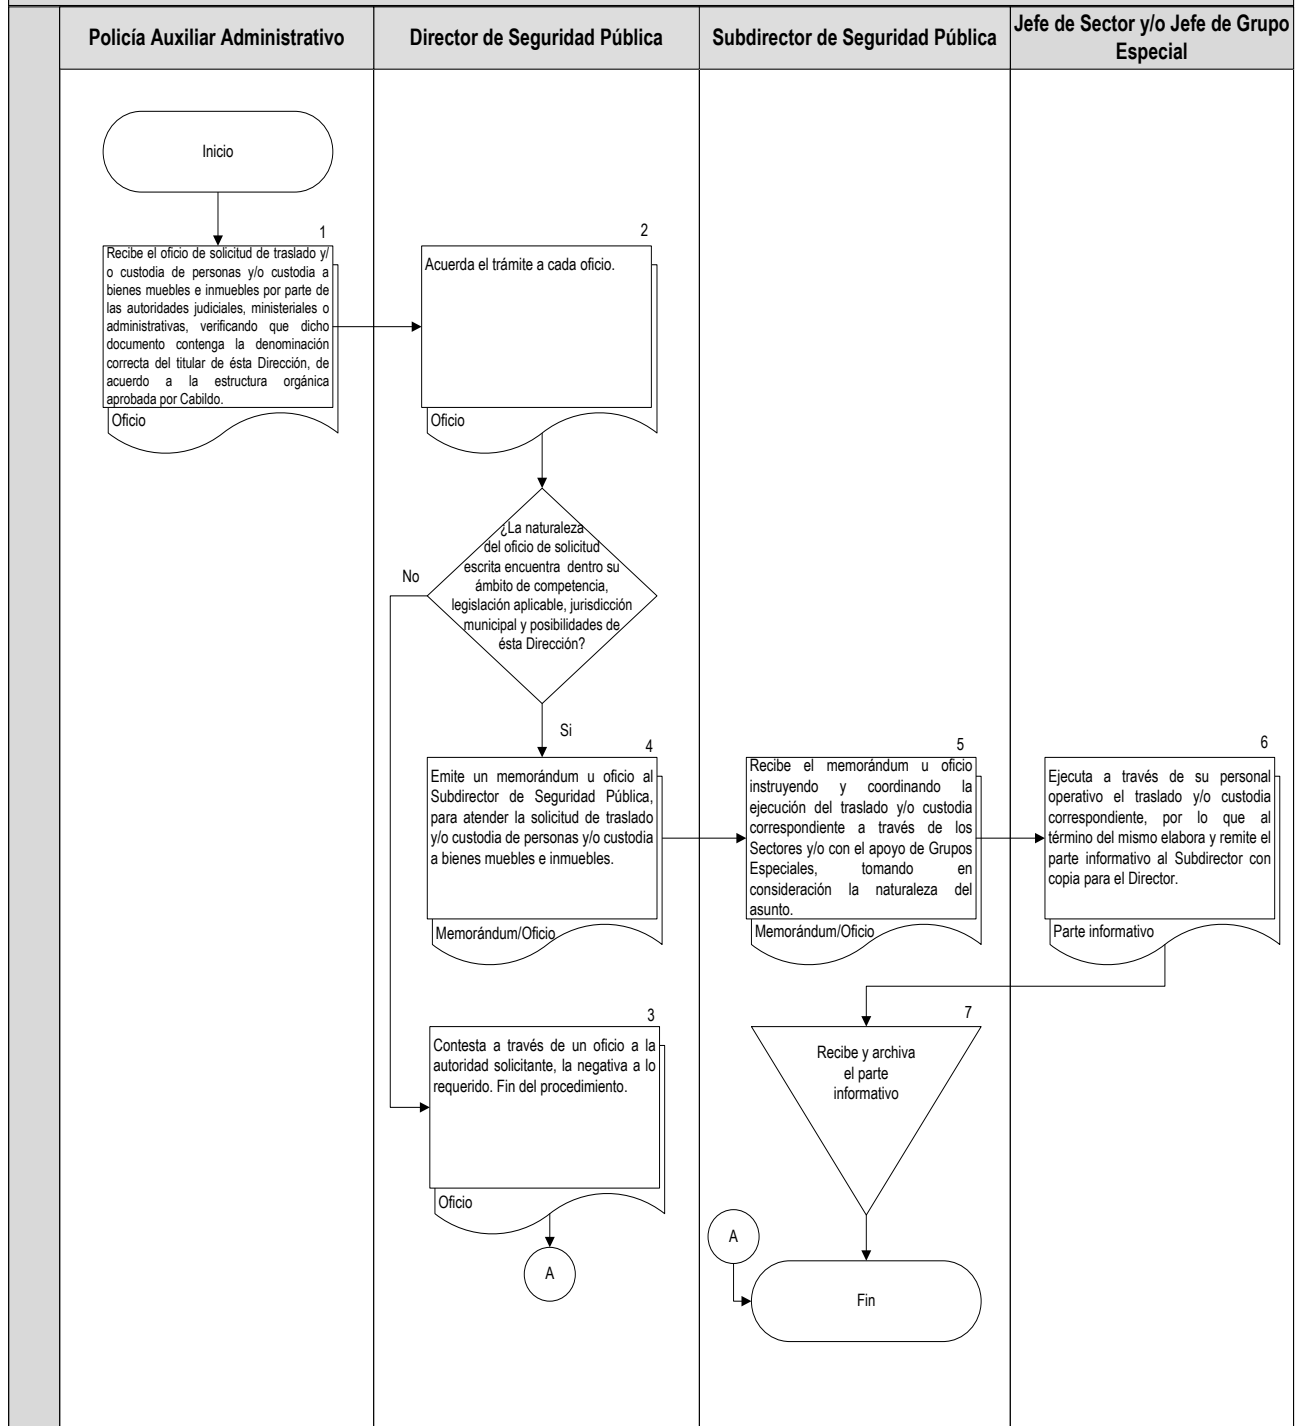 Policía Auxiliar Administrativo
Director de Seguridad Pública
Subdirector de Seguridad Pública
Jefe de Sector y/o Jefe de Grupo
Especial
Inicio
1
Recibe el oficio de solicitud de traslado y/
o custodia de personas y/o custodia a
bienes muebles e inmuebles por parte de
las autoridades judiciales, ministeriales o
administrativas, verificando que dicho
documento contenga la denominación
correcta del titular de ésta Dirección, de
acuerdo a la estructura orgánica
aprobada por Cabildo.
Oficio
2
Acuerda el trámite a cada oficio.
Oficio
¿La naturaleza
del oficio de solicitud
escrita encuentra dentro su
ámbito de competencia,
legislación aplicable, jurisdicción
municipal y posibilidades de
ésta Dirección?
No
Si
4
Emite un memorándum u oficio al
Subdirector de Seguridad Pública,
para atender la solicitud de traslado
y/o custodia de personas y/o custodia
a bienes muebles e inmuebles.
Memorándum/Oficio
5
Recibe el memorándum u oficio
instruyendo y coordinando la
ejecución del traslado y/o custodia
correspondiente a través de los
Sectores y/o con el apoyo de Grupos
Especiales, tomando en
consideración la naturaleza del
asunto.
Memorándum/Oficio
6
Ejecuta a través de su personal
operativo el traslado y/o custodia
correspondiente, por lo que al
término del mismo elabora y remite el
parte informativo al Subdirector con
copia para el Director.
Parte informativo
3
Contesta a través de un oficio a la
autoridad solicitante, la negativa a lo
requerido. Fin del procedimiento.
Oficio
A
7
Recibe y archiva
el parte
informativo
A
Fin